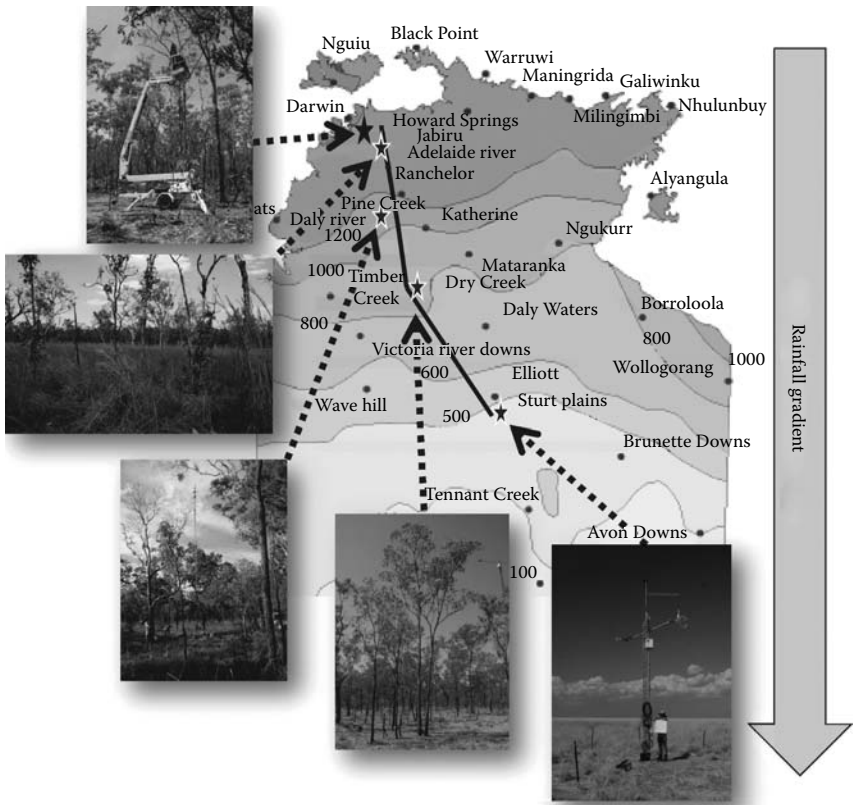 Nguiu
Black Point
Warruwi
Maningrida
Galiwinku
Nhulunbuy
Milingimbi
Darwin
Howard Springs
Jabiru
Adelaide river
Ranchelor
Alyangula
ats
Pine Creek
Daly river
Katherine
1200
Ngukurr
1000
Mataranka
Timber
Creek
Dry Creek
Daly Waters
Borroloola
800
800
1000
Victoria river downs
Wollogorang
600
Elliott
Wave hill
Sturt plains
500
Brunette Downs
Tennant Creek
Avon Downs
100
Rainfall gradient